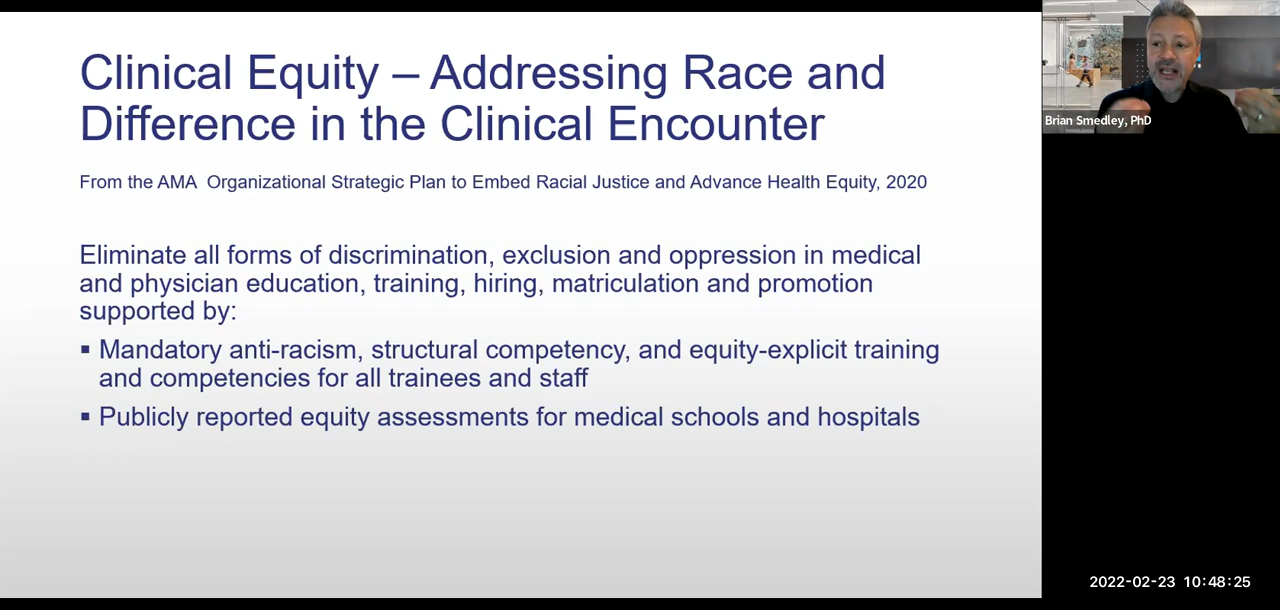 Clinical Equity – Addressing Race and
Difference in the Clinical Encounter
From the AMA  Organizational Strategic Plan to Embed Racial Justice and Advance Health Equity, 2020
Eliminate all forms of discrimination, exclusion and oppression in medical
and physician education, training, hiring, matriculation and promotion
supported by:
▪ Mandatory anti-racism, structural competency, and equity-explicit training
and competencies for all trainees and staff
▪ Publicly reported equity assessments for medical schools and hospitals
Brian Smedley, PhD
2022-02-23 10:48:25